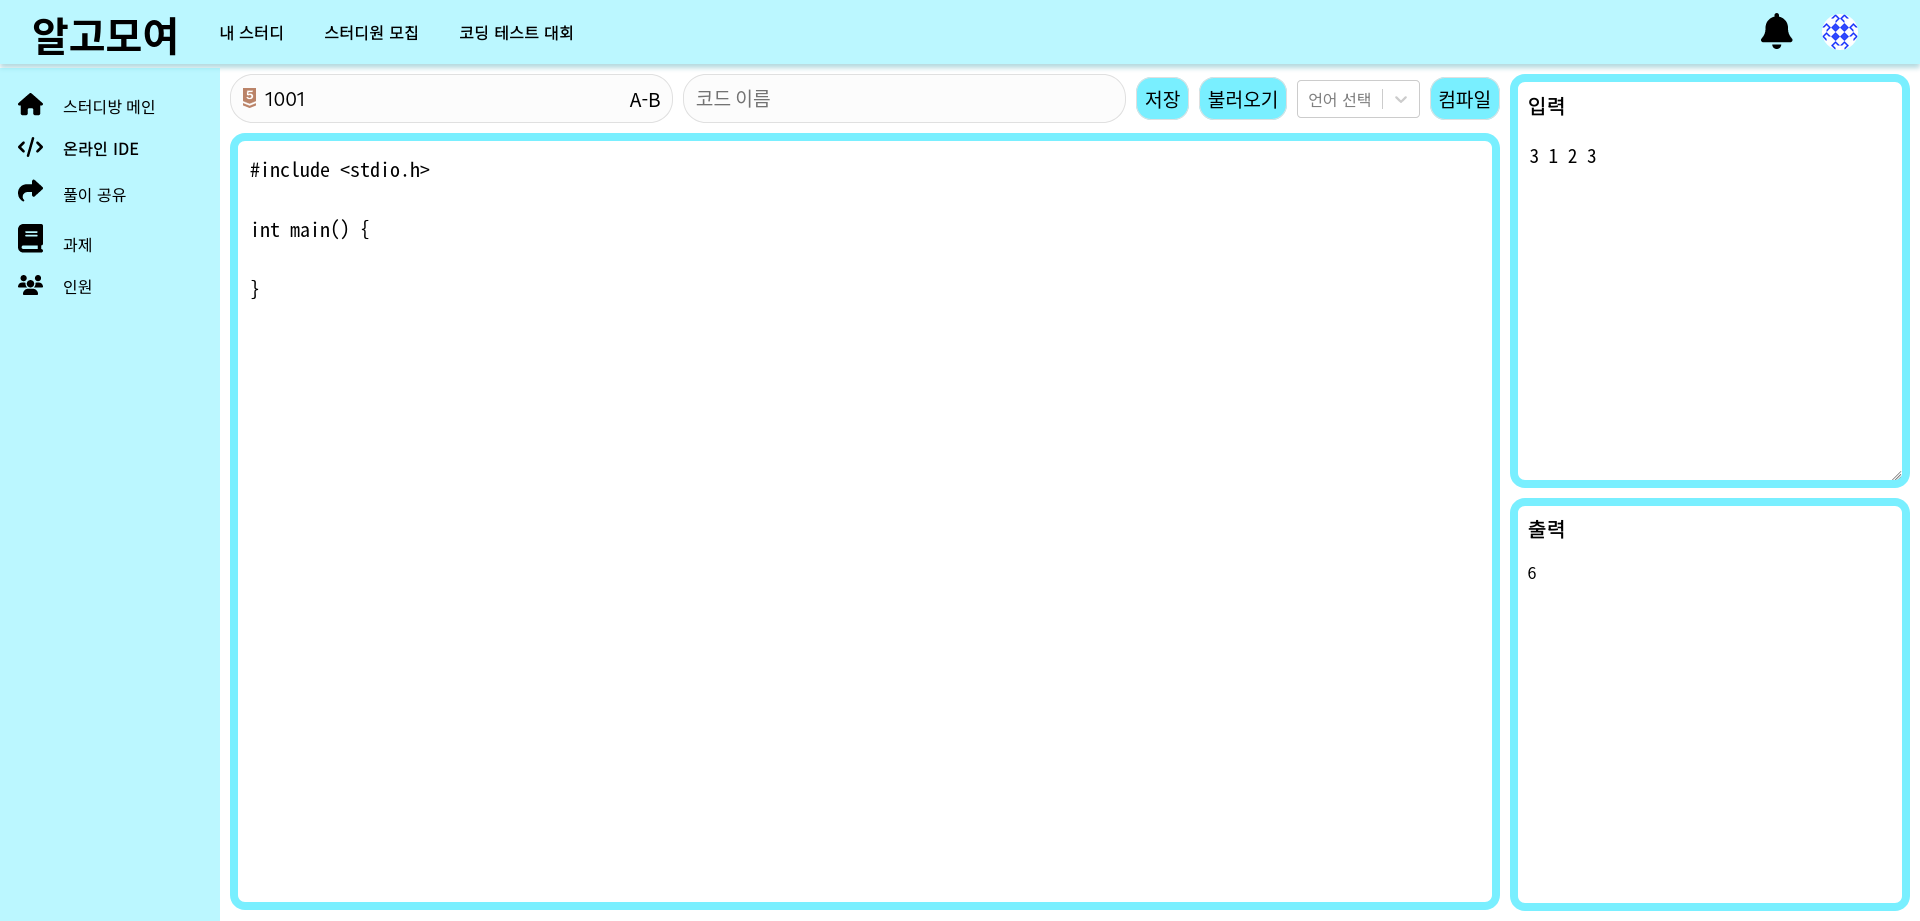 알고모여
내 스터디
스터디원 모집
코딩 테스트 대회
스터디방 메인
온라인 IDE
풀이 공유
과제
인원
5 1001 A-B
코드 이름
저장
불러오기
언어 선택
컴파일
#include <stdio.h>
int main() {
}
입력
3 1 2 3
출력
6